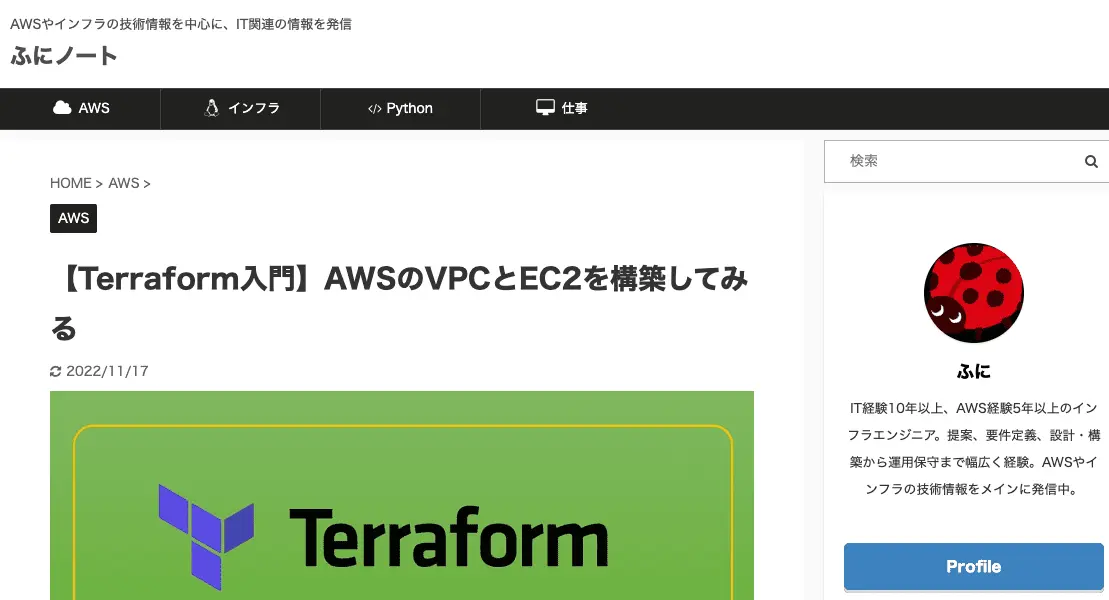 AWSやインフラの技術情報を中心に、IT関連の情報を発信
ふにノート
AWS
インフラ
</> Python
仕事
検索
HOME > AWS >
AWS
【Terraform入門】AWSのVPCとEC2を構築してみ
る
2022/11/17
Terraform
ふに
IT経験10年以上、AWS経験5年以上のイン
フラエンジニア。提案、要件定義、設計・構
築から運用保守まで幅広く経験。AWSやイ
ンフラの技術情報をメインに発信中。
Profile